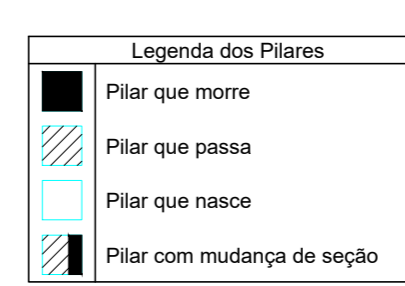 Legenda dos Pilares
Pilar que morre
Pilar que passa
Pilar que nasce
Pilar com mudança de seção